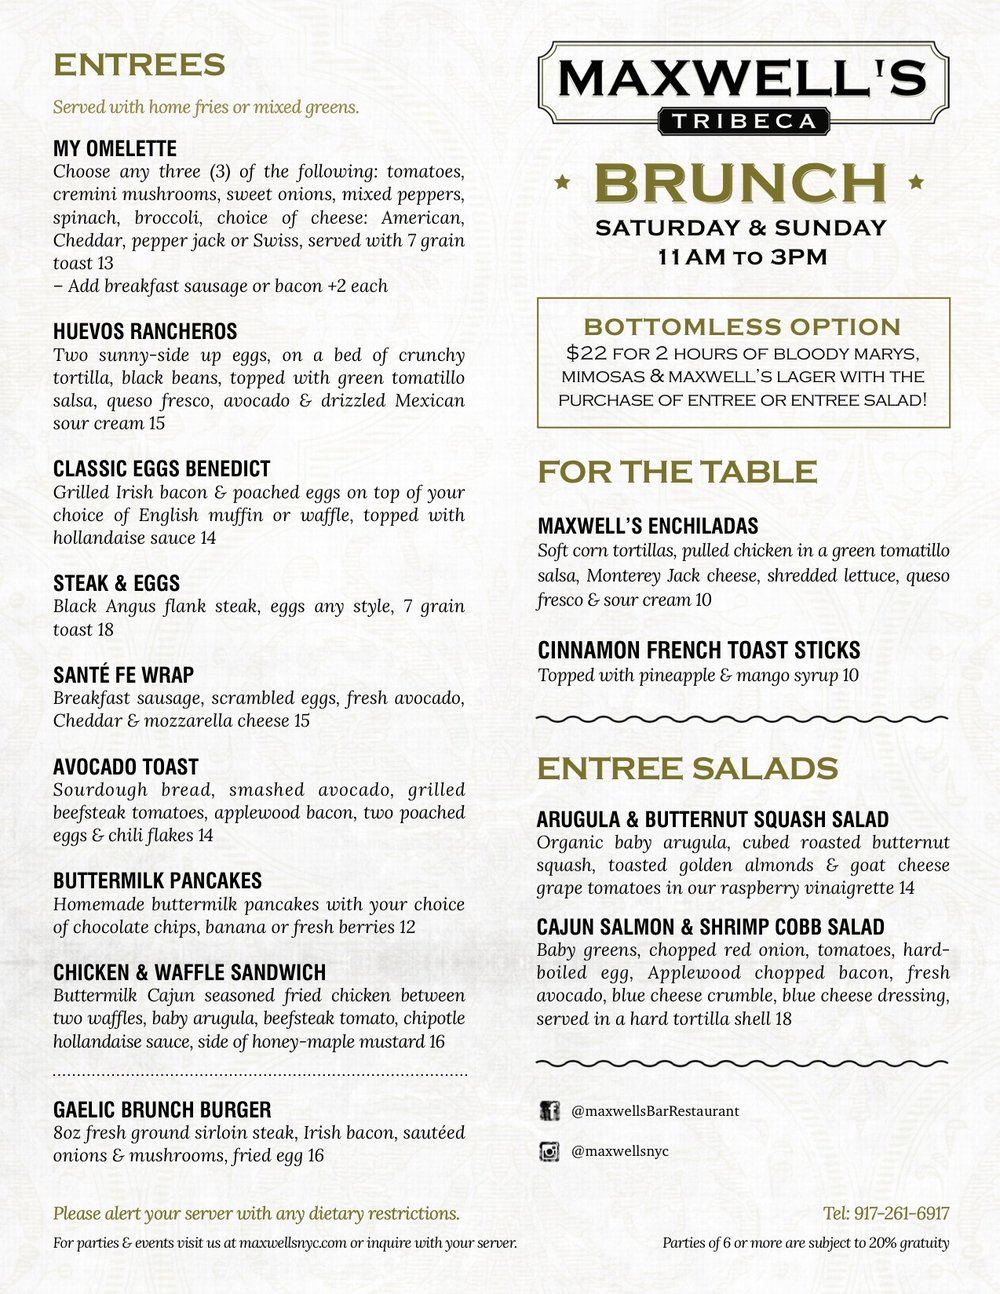 ENTREES
Served with home fries or mixed greens.
MY OMELETTE
Choose any three (3) of the following: tomatoes,
cremini mushrooms, sweet onions, mixed peppers,
spinach, broccoli, choice of cheese: American,
Cheddar, pepper jack or Swiss, served with 7 grain
toast 13
– Add breakfast sausage or bacon +2 each
HUEVOS RANCHEROS
Two sunny-side up eggs, on a bed of crunchy
tortilla, black beans, topped with green tomatillo
salsa, queso fresco, avocado & drizzled Mexican
sour cream 15
CLASSIC EGGS BENEDICT
Grilled Irish bacon & poached eggs on top of your
choice of English muffin or waffle, topped with
hollandaise sauce 14
STEAK & EGGS
Black Angus flank steak, eggs any style, 7 grain
toast 18
SANTÉ FE WRAP
Breakfast sausage, scrambled eggs, fresh avocado,
Cheddar & mozzarella cheese 15
AVOCADO TOAST
Sourdough bread, smashed avocado, grilled
beefsteak tomatoes, applewood bacon, two poached
eggs & chili flakes 14
BUTTERMILK PANCAKES
Homemade buttermilk pancakes with your choice
of chocolate chips, banana or fresh berries 12
CHICKEN & WAFFLE SANDWICH
Buttermilk Cajun seasoned fried chicken between
two waffles, baby arugula, beefsteak tomato, chipotle
hollandaise sauce, side of honey-maple mustard 16
GAELIC BRUNCH BURGER
8oz fresh ground sirloin steak, Irish bacon, sautéed
onions & mushrooms, fried egg 16
Please alert your server with any dietary restrictions.
For parties & events visit us at maxwellsnyc.com or inquire with your server.
MAXWELL'S
TRIBECA
BRUNCH
SATURDAY & SUNDAY
11AM TO 3PM
BOTTOMLESS OPTION
$22 FOR 2 HOURS OF BLOODY MARYS,
MIMOSAS & MAXWELL'S LAGER WITH THE
PURCHASE OF ENTREE OR ENTREE SALAD!
FOR THE TABLE
MAXWELL'S ENCHILADAS
Soft corn tortillas, pulled chicken in a green tomatillo
salsa, Monterey Jack cheese, shredded lettuce, queso
fresco & sour cream 10
CINNAMON FRENCH TOAST STICKS
Topped with pineapple & mango syrup 10
ENTREE SALADS
ARUGULA & BUTTERNUT SQUASH SALAD
Organic baby arugula, cubed roasted butternut
squash, toasted golden almonds & goat cheese
grape tomatoes in our raspberry vinaigrette 14
CAJUN SALMON & SHRIMP COBB SALAD
Baby greens, chopped red onion, tomatoes, hard-
boiled egg, Applewood chopped bacon, fresh
avocado, blue cheese crumble, blue cheese dressing,
served in a hard tortilla shell 18
@maxwellsBarRestaurant
@maxwellsnyc
Tel: 917-261-6917
Parties of 6 or more are subject to 20% gratuity